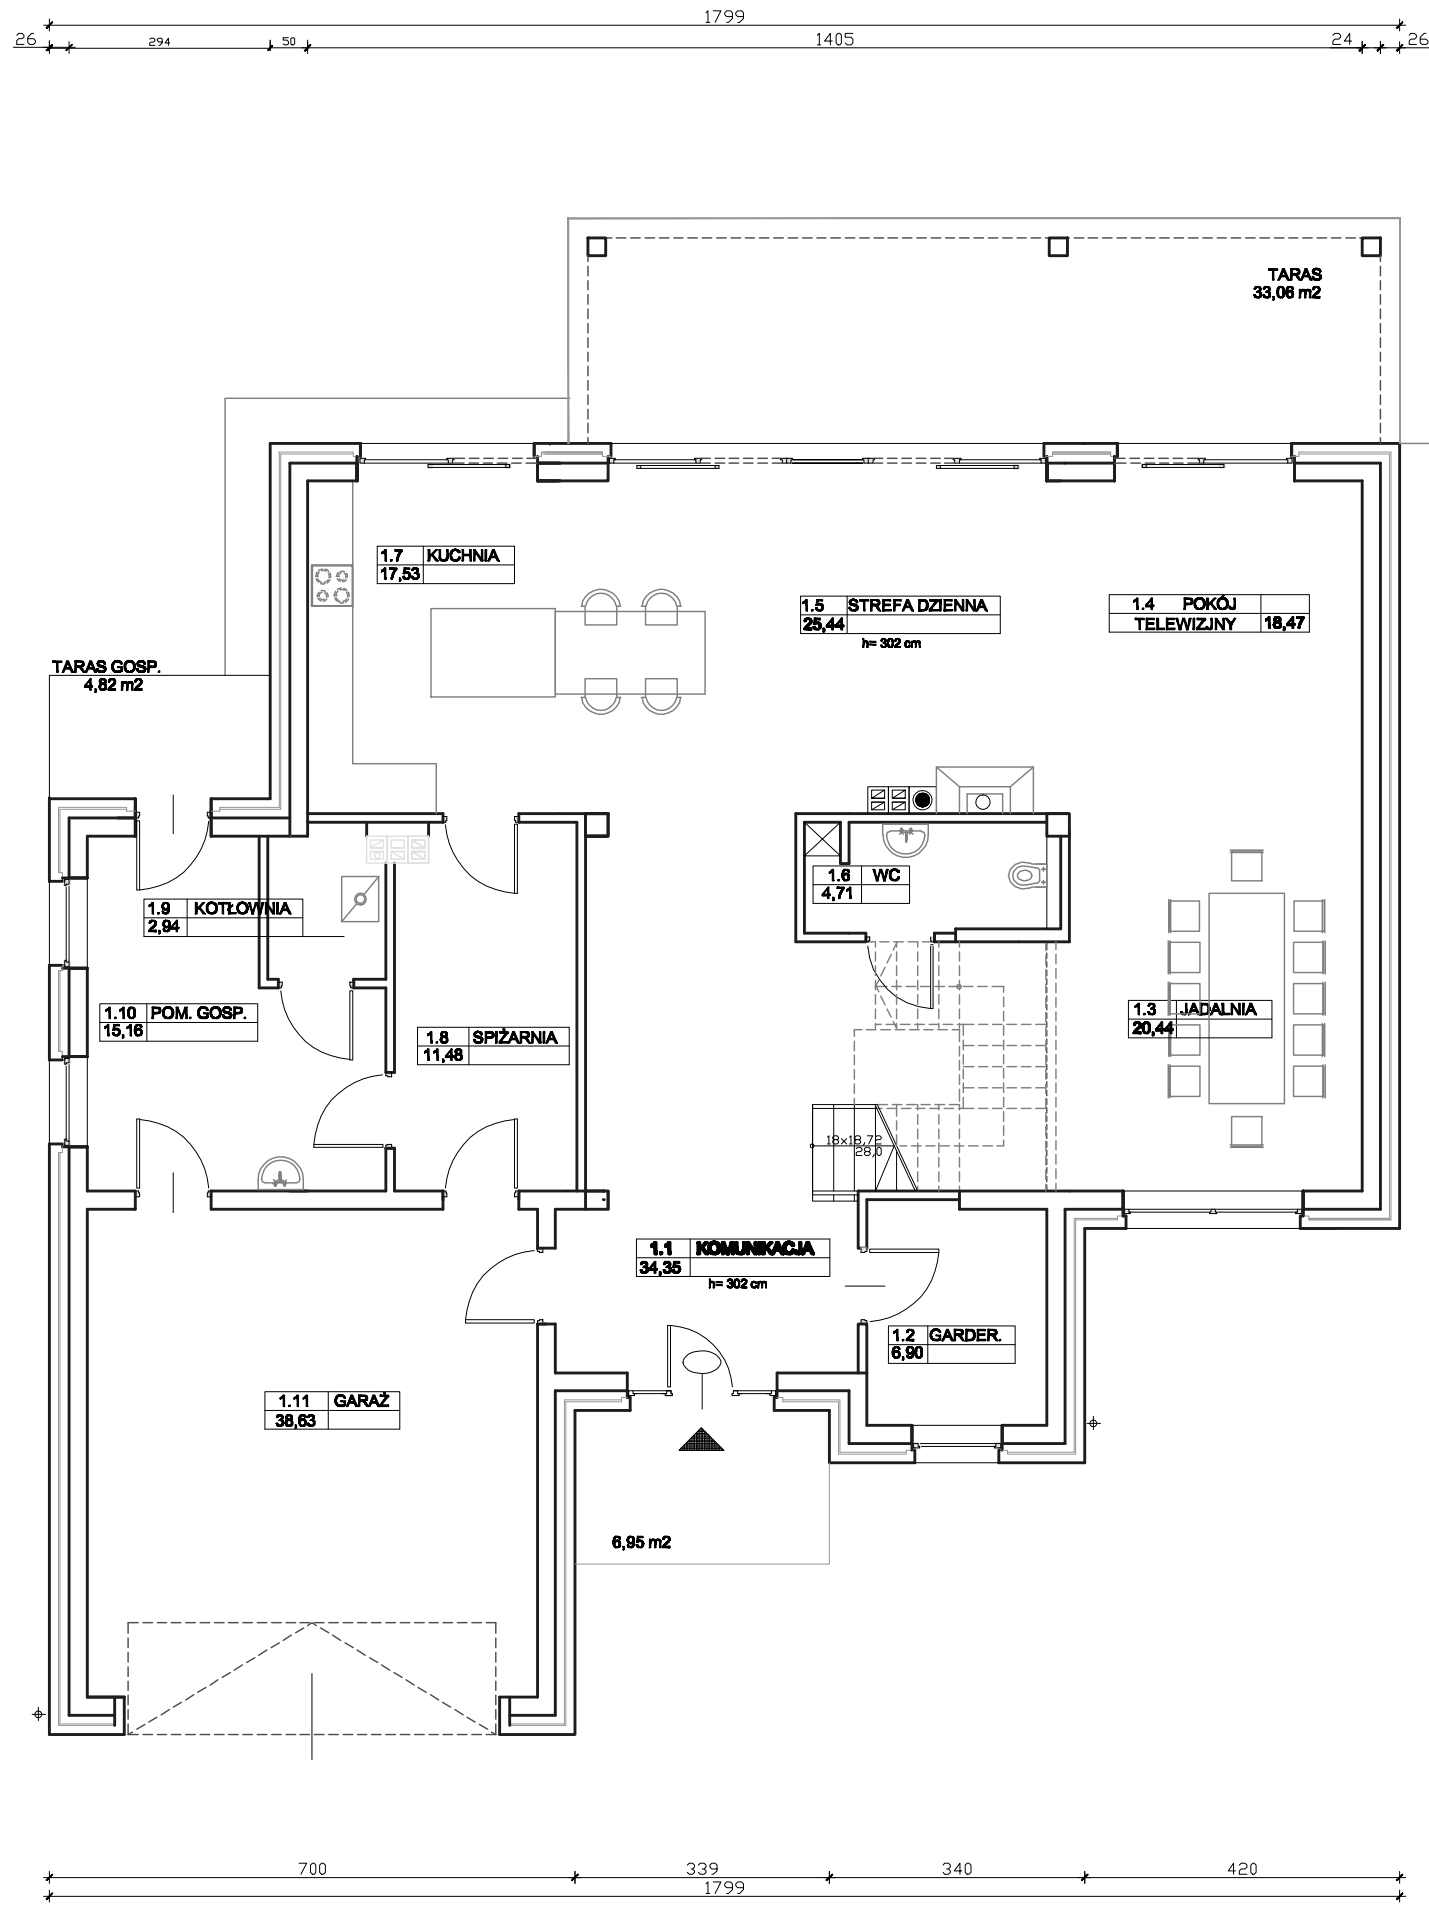 1799
26 294 50 1405 24 26
TARAS
33,06 m2
1.7 KUCHNIA
17,53
1.5 STREFA DZIENNA
25,44
h= 302 cm
1.4 POKÓJ
TELEWIZJNY 18,47
TARAS GOSP.
4,82 m2
1.6 WC
4,71
1.9 KOTŁOWNIA
2,94
1.10 POM. GOSP.
15,16
1.8 SPIŻARNIA
11,48
1.3 JADALNIA
20,44
18x18,72
28,0
1.1 KOMUNIKACJA
34,35
h= 302 cm
1.2 GARDER.
6,90
1.11 GARAŻ
38,63
6,95 m2
700 339 340 420
1799